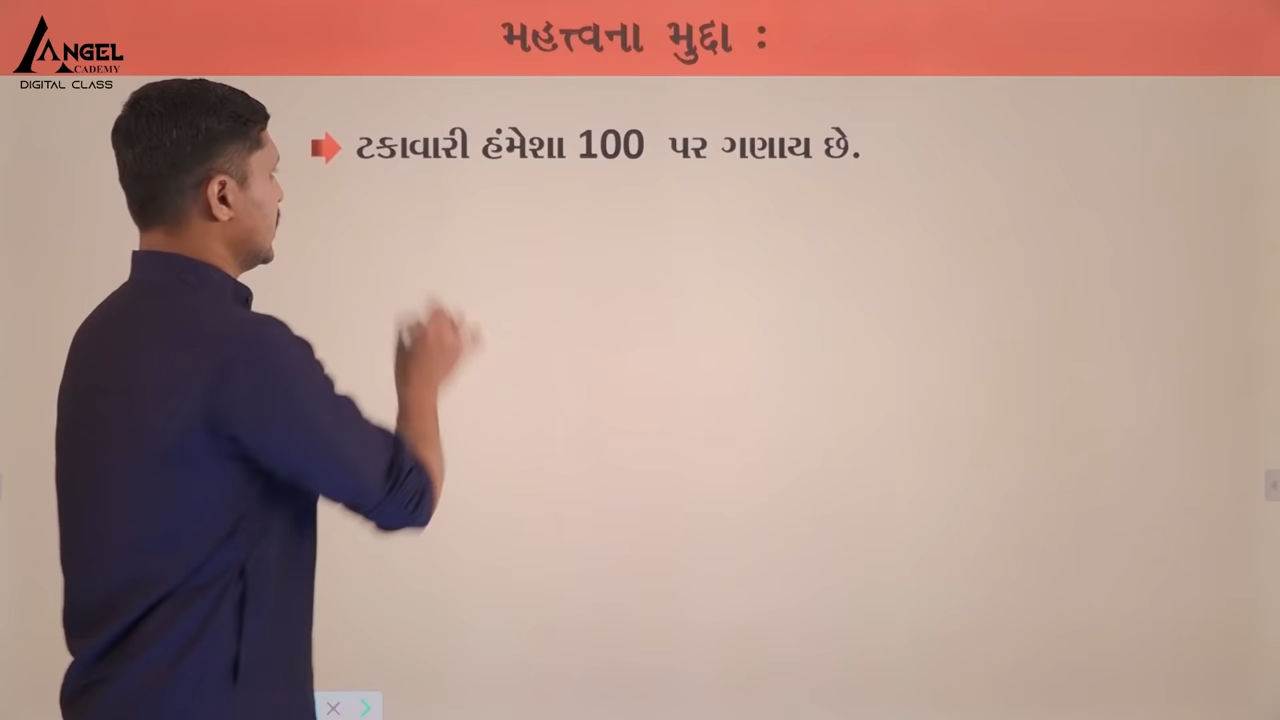 મહત્ત્વના મુદ્દા :
ANGEL
ACADEMY
DIGITAL CLASS
ટકાવારી હંમેશા 100 પર ગણાય છે.